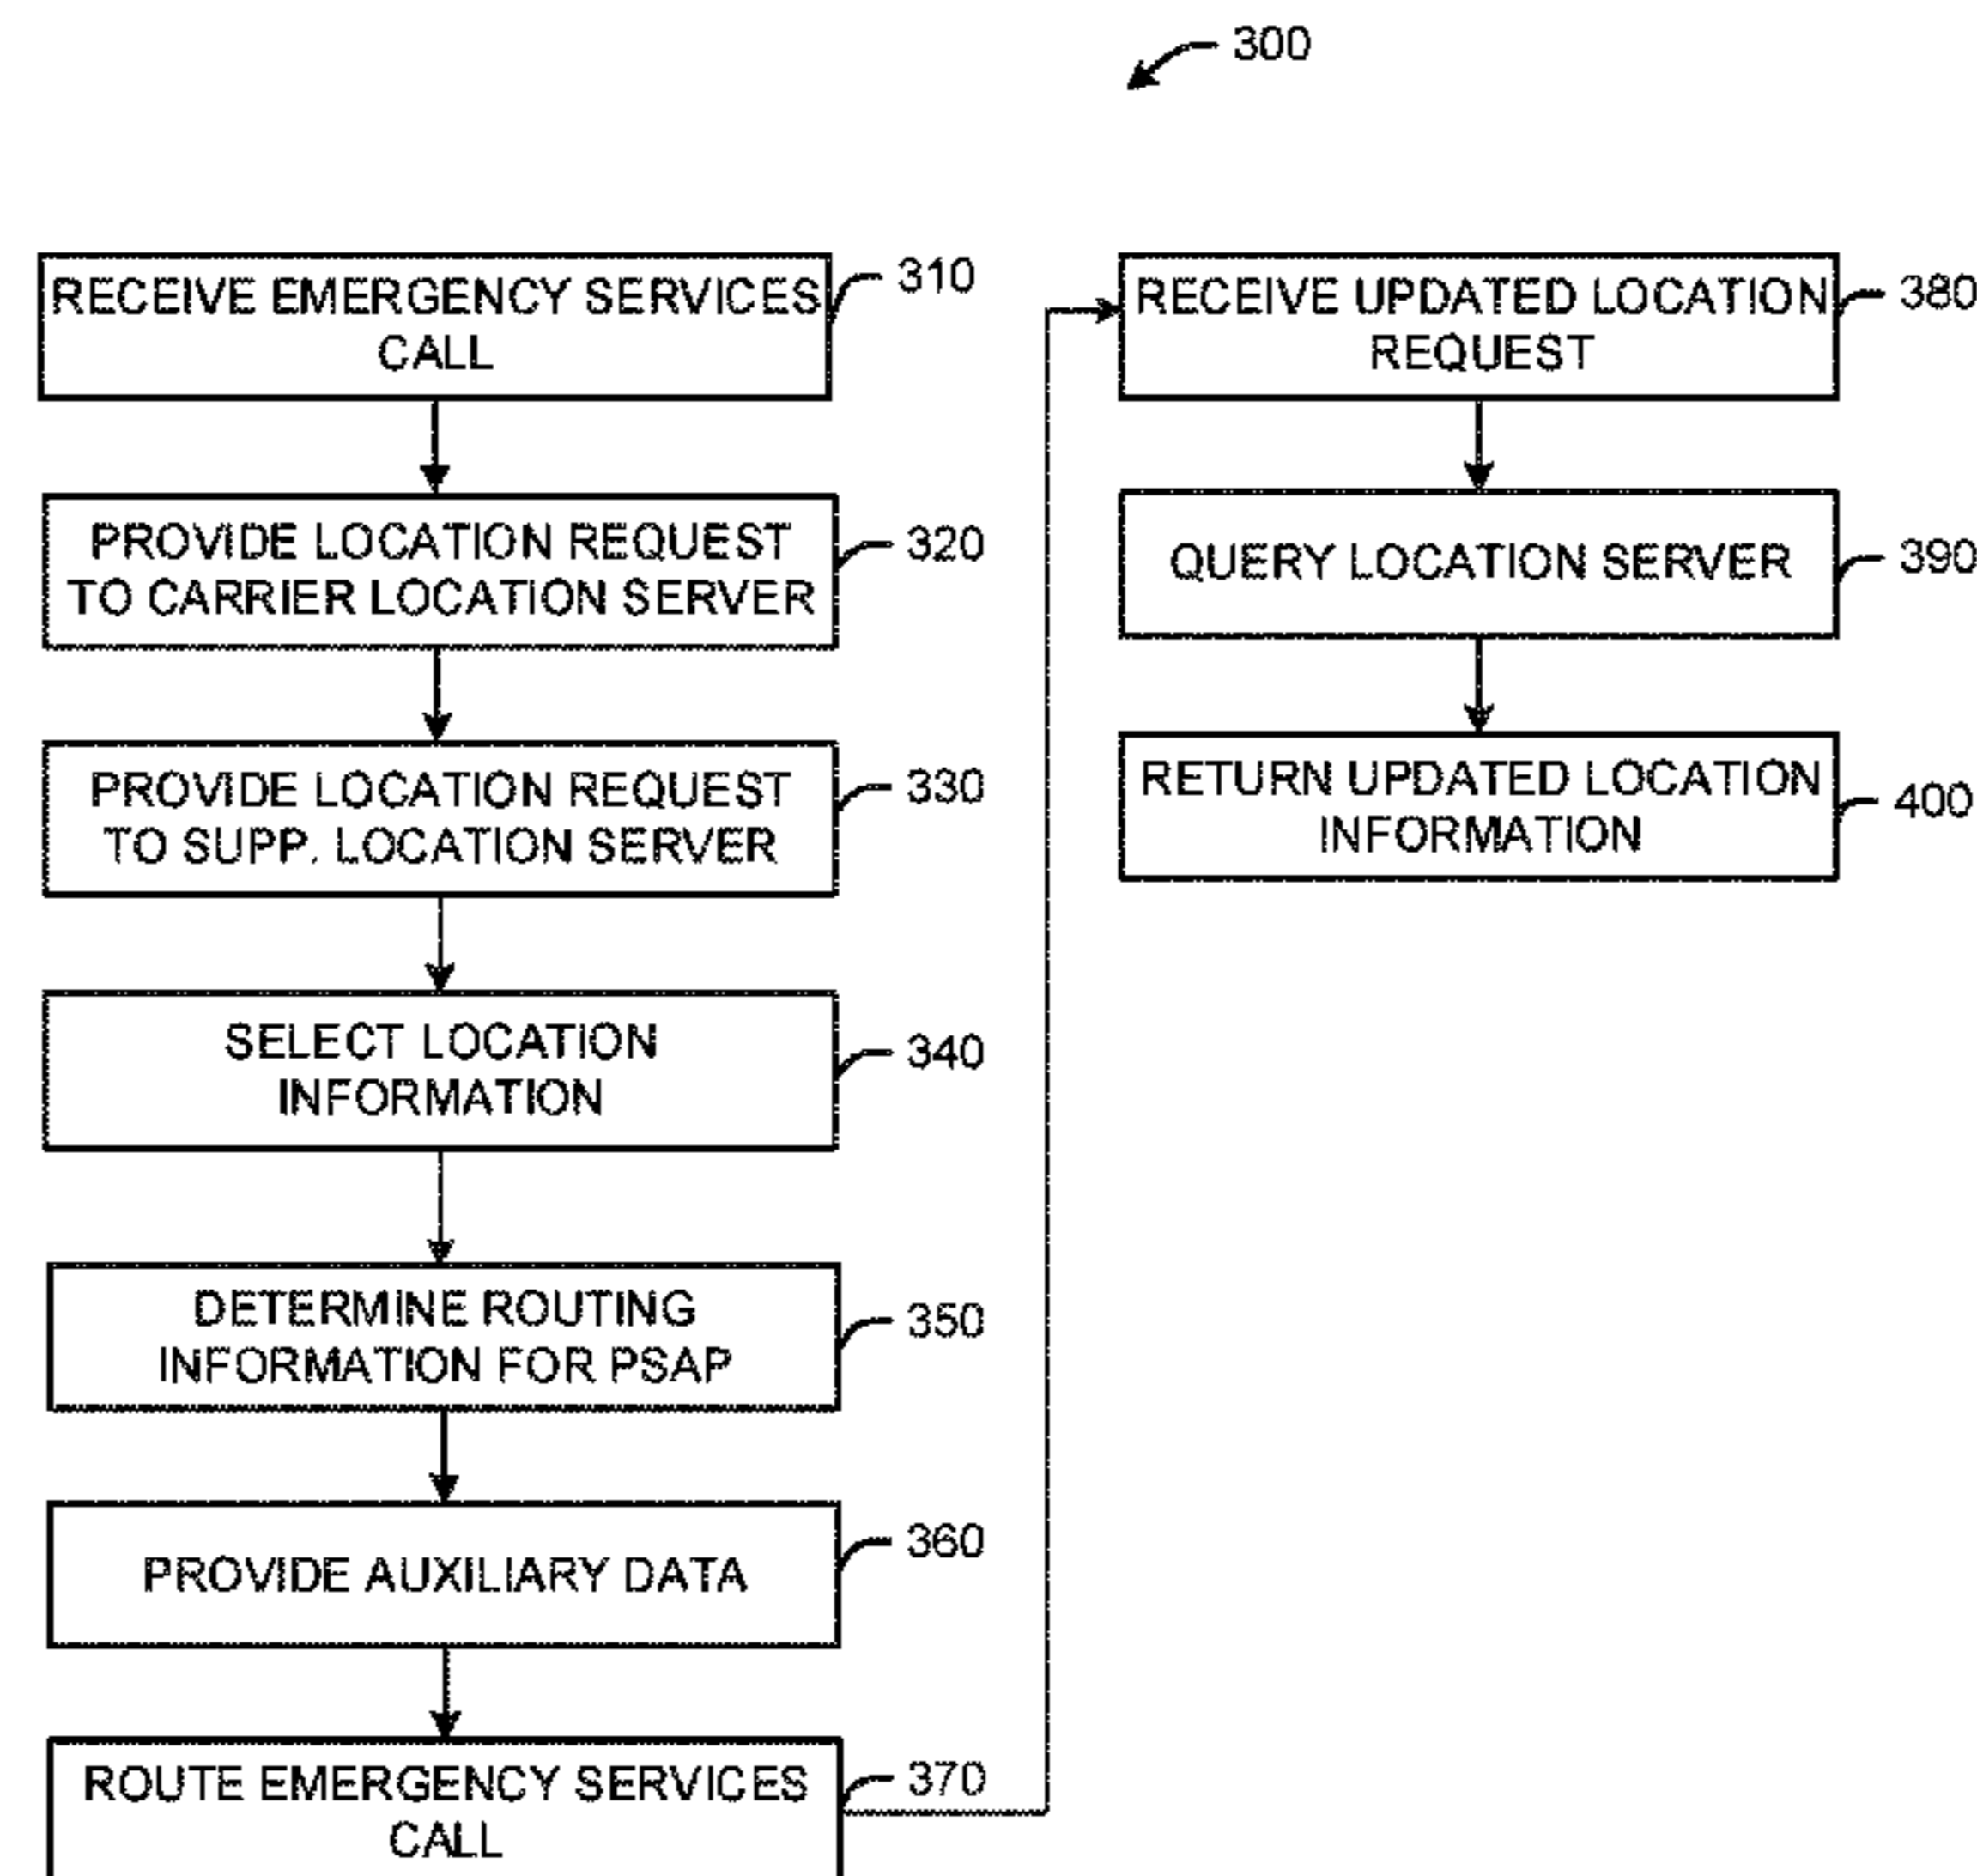 300
RECEIVE EMERGENCY SERVICES
CALL
310
PROVIDE LOCATION REQUEST
TO CARRIER LOCATION SERVER
320
PROVIDE LOCATION REQUEST
TO SUPP. LOCATION SERVER
330
SELECT LOCATION
INFORMATION
340
DETERMINE ROUTING
INFORMATION FOR PSAP
350
PROVIDE AUXILIARY DATA
360
ROUTE EMERGENCY SERVICES
CALL
370
RECEIVE UPDATED LOCATION
REQUEST
380
QUERY LOCATION SERVER
390
RETURN UPDATED LOCATION
INFORMATION
400